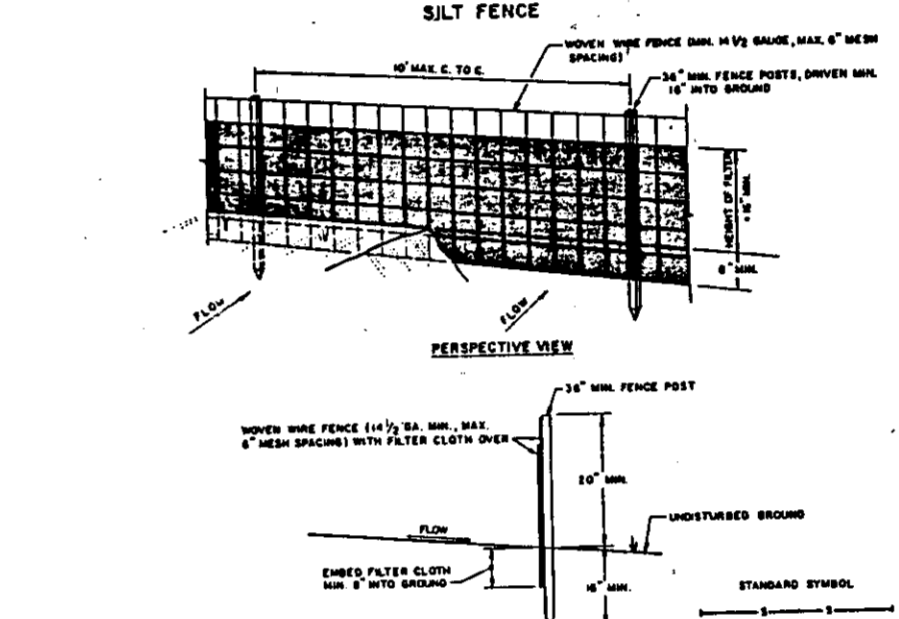 SILT FENCE
WOVEN WIRE FENCE (MIN. 14 1/2 GAUGE, MAX. 6" MESH
SPACING)
10' MAX. C. TO C.
36" MIN. FENCE POSTS, DRIVEN MIN.
16" INTO GROUND
HEIGHT OF FILTER
16" MIN.
8" MIN.
FLOW
FLOW
PERSPECTIVE VIEW
36" MIN. FENCE POST
WOVEN WIRE FENCE (14 1/2 GA. MIN., MAX.
6" MESH SPACING) WITH FILTER CLOTH OVER
20" MIN.
UNDISTURBED GROUND
FLOW
EMBED FILTER CLOTH
MIN. 8" INTO GROUND
16" MIN.
STANDARD SYMBOL
S S